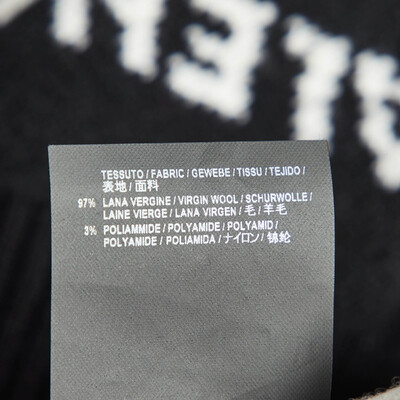 TESSUTO / FABRIC / GEWEBE / TISSU / TEJIDO /
表地 / 面料
97% LANA VERGINE / VIRGIN WOOL / SCHURWOLLE /
LAINE VIERGE / LANA VIRGEN / 毛 / 羊毛
3% POLIAMMIDE / POLYAMIDE / POLYAMID /
POLYAMIDE / POLIAMIDA / ナイロン / 锦纶